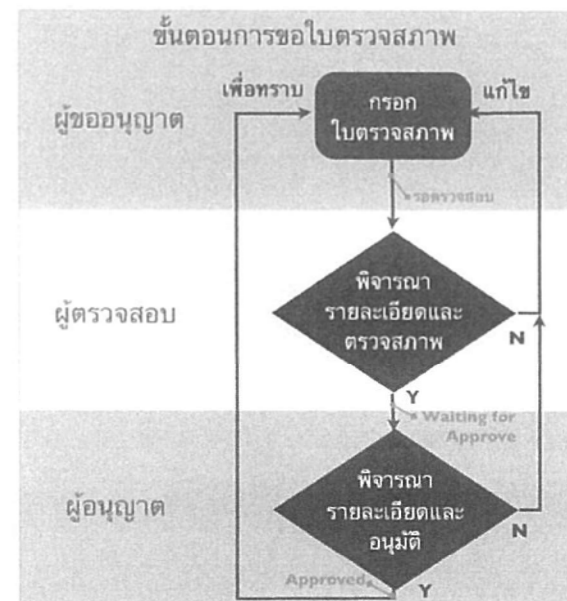 ขั้นตอนการขอใบตรวจสภาพ
เพื่อทราบ
แก้ไข
ผู้ขออนุญาต
กรอก
ใบตรวจสภาพ
รอตรวจสอบ
ผู้ตรวจสอบ
พิจารณา
รายละเอียดและ
ตรวจสภาพ
N
Y
Waiting for
Approve
ผู้อนุญาต
พิจารณา
รายละเอียดและ
อนุมัติ
N
Approved
Y